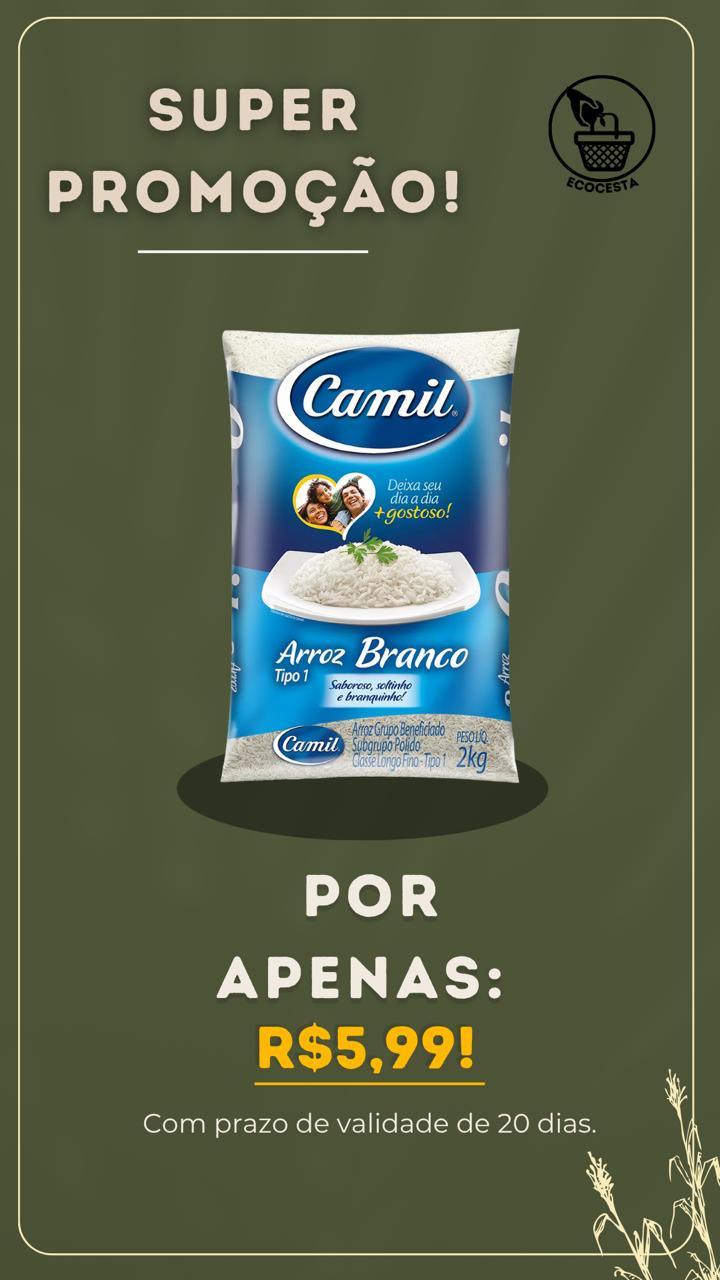 SUPER
PROMOÇÃO!
ECOCESTA
Camil
Deixa seu
dia a dia
+gostoso!
Arroz Branco
Tipo 1
Saboroso, soltinho
e branquinho!
Camil
Arroz Grupo Beneficiado
Subgrupo Polido
Classe Longo Fino - Tipo 1
PESO LÍQ.
2kg
POR
APENAS:
R$5,99!
Com prazo de validade de 20 dias.